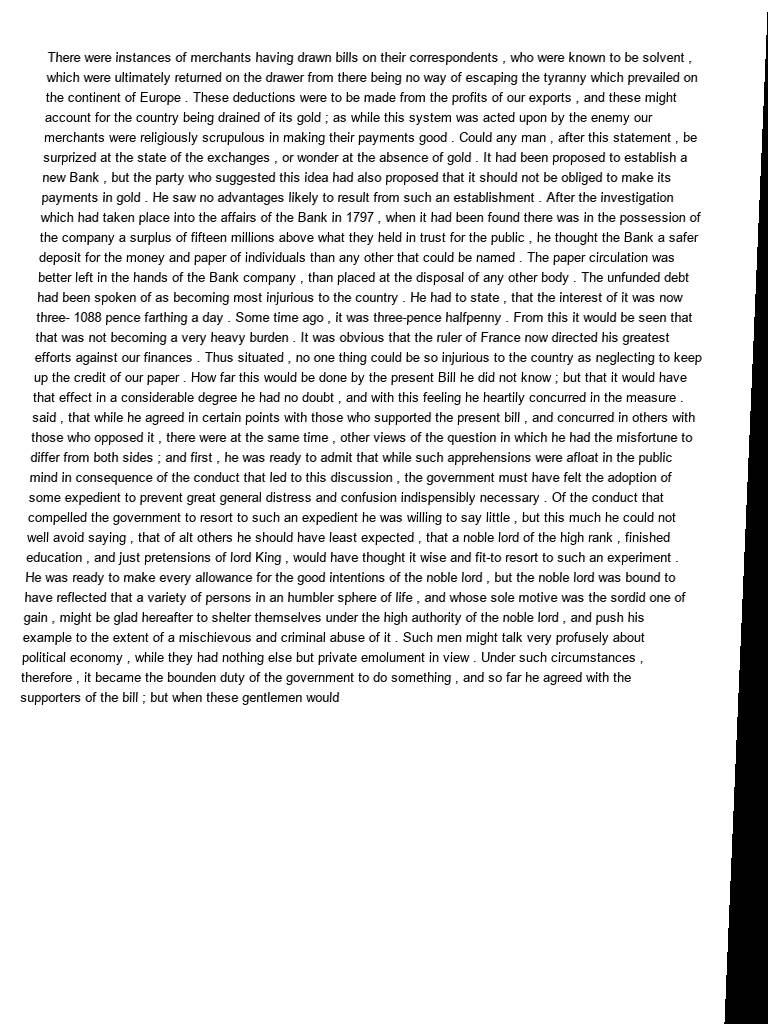 There were instances of merchants having drawn bills on their correspondents , who were known to be solvent ,
which were ultimately returned on the drawer from there being no way of escaping the tyranny which prevailed on
the continent of Europe . These deductions were to be made from the profits of our exports , and these might
account for the country being drained of its gold ; as while this system was acted upon by the enemy our
merchants were religiously scrupulous in making their payments good . Could any man , after this statement , be
surprized at the state of the exchanges , or wonder at the absence of gold . It had been proposed to establish a
new Bank , but the party who suggested this idea had also proposed that it should not be obliged to make its
payments in gold . He saw no advantages likely to result from such an establishment . After the investigation
which had taken place into the affairs of the Bank in 1797 , when it had been found there was in the possession of
the company a surplus of fifteen millions above what they held in trust for the public , he thought the Bank a safer
deposit for the money and paper of individuals than any other that could be named . The paper circulation was
better left in the hands of the Bank company , than placed at the disposal of any other body . The unfunded debt
had been spoken of as becoming most injurious to the country . He had to state , that the interest of it was now
three- 1088 pence farthing a day . Some time ago , it was three-pence halfpenny . From this it would be seen that
that was not becoming a very heavy burden . It was obvious that the ruler of France now directed his greatest
efforts against our finances . Thus situated , no one thing could be so injurious to the country as neglecting to keep
up the credit of our paper . How far this would be done by the present Bill he did not know ; but that it would have
that effect in a considerable degree he had no doubt , and with this feeling he heartily concurred in the measure .
said , that while he agreed in certain points with those who supported the present bill , and concurred in others with
those who opposed it , there were at the same time , other views of the question in which he had the misfortune to
differ from both sides ; and first , he was ready to admit that while such apprehensions were afloat in the public
mind in consequence of the conduct that led to this discussion , the government must have felt the adoption of
some expedient to prevent great general distress and confusion indispensibly necessary . Of the conduct that
compelled the government to resort to such an expedient he was willing to say little , but this much he could not
well avoid saying , that of alt others he should have least expected , that a noble lord of the high rank , finished
education , and just pretensions of lord King , would have thought it wise and fit-to resort to such an experiment .
He was ready to make every allowance for the good intentions of the noble lord , but the noble lord was bound to
have reflected that a variety of persons in an humbler sphere of life , and whose sole motive was the sordid one of
gain , might be glad hereafter to shelter themselves under the high authority of the noble lord , and push his
example to the extent of a mischievous and criminal abuse of it . Such men might talk very profusely about
political economy , while they had nothing else but private emolument in view . Under such circumstances ,
therefore , it became the bounden duty of the government to do something , and so far he agreed with the
supporters of the bill ; but when these gentlemen would